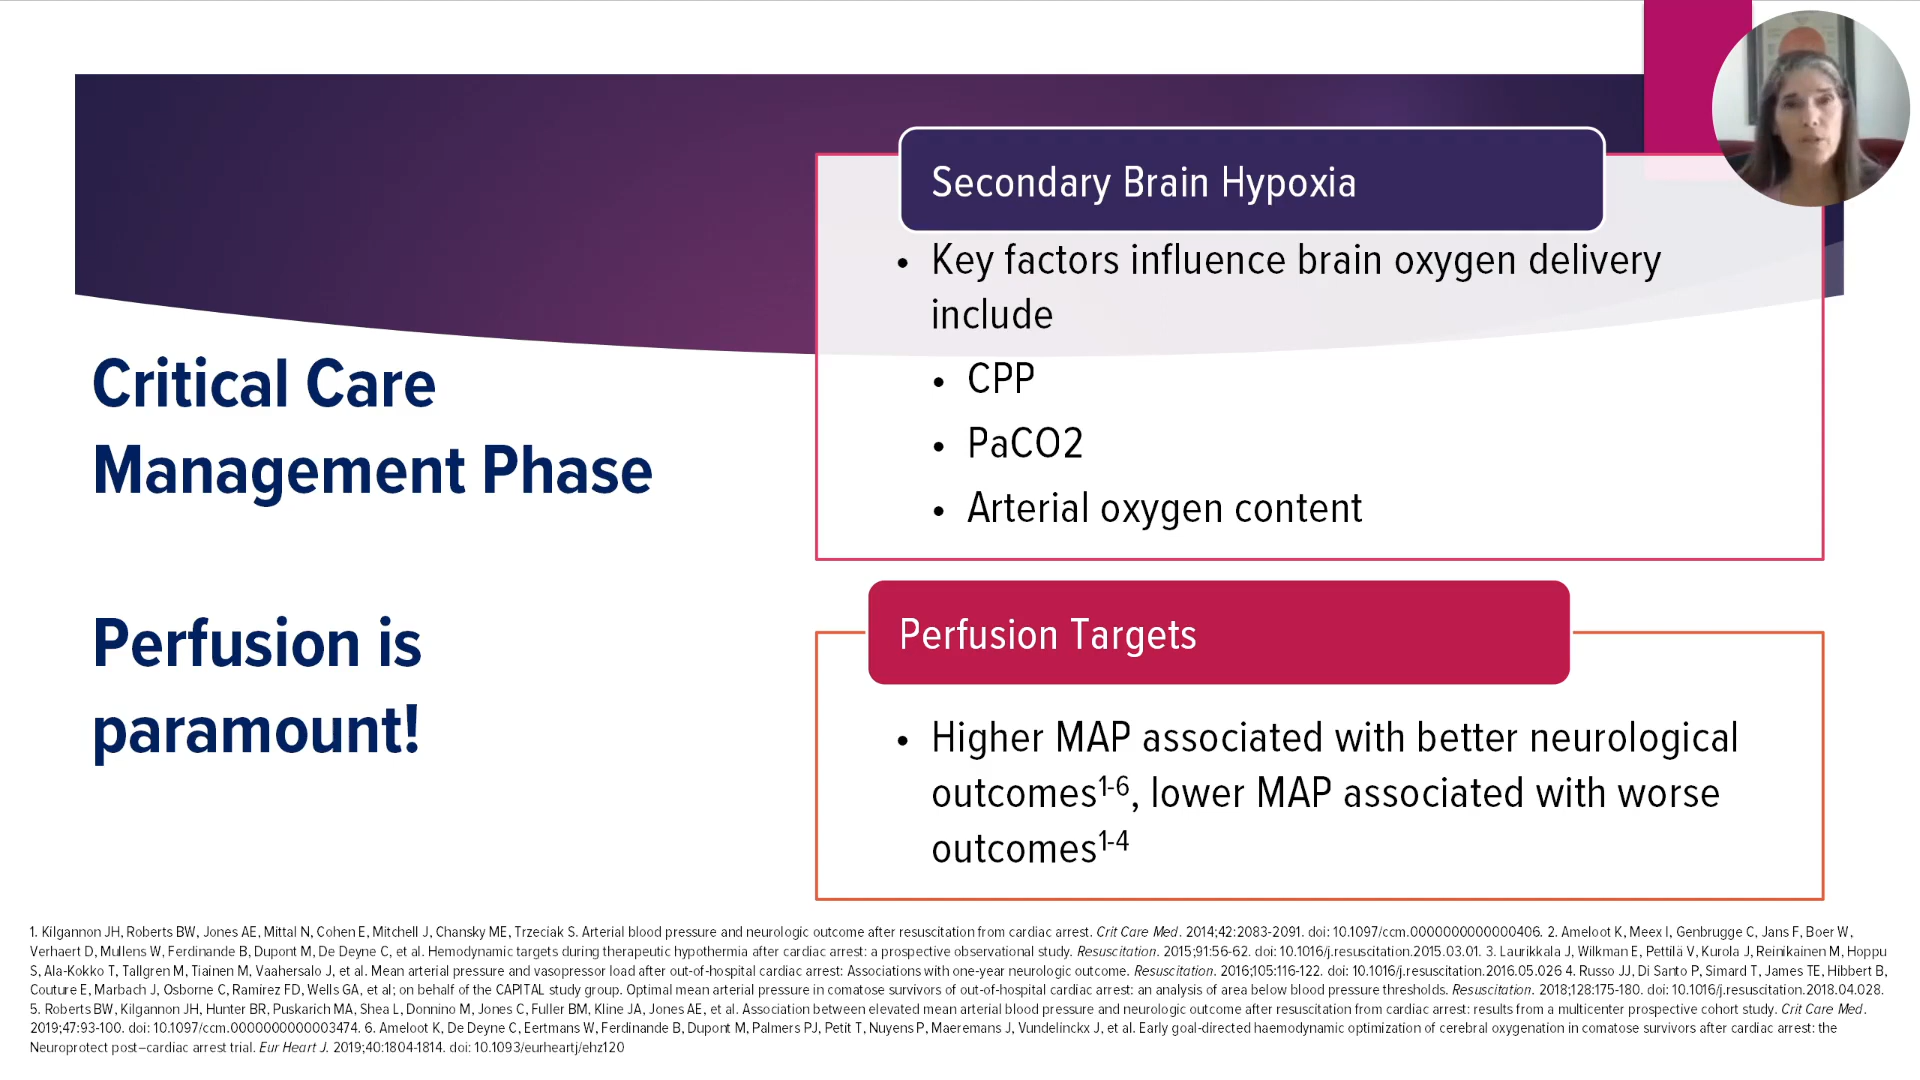 Critical Care
Management Phase
Perfusion is
paramount!
Secondary Brain Hypoxia
• Key factors influence brain oxygen delivery
include
• CPP
• PaCO2
• Arterial oxygen content
Perfusion Targets
• Higher MAP associated with better neurological
outcomes1-6, lower MAP associated with worse
outcomes1-4
1. Kilgannon JH, Roberts BW, Jones AE, Mittal N, Cohen E, Mitchell J, Chansky ME, Trzeciak S. Arterial blood pressure and neurologic outcome after resuscitation from cardiac arrest. Crit Care Med. 2014;42:2083-2091. doi: 10.1097/ccm.0000000000000406. 2. Ameloot K, Meex I, Genbrugge C, Jans F, Boer W,
Verhaert D, Mullens W, Ferdinande B, Dupont M, De Deyne C, et al. Hemodynamic targets during therapeutic hypothermia after cardiac arrest: a prospective observational study. Resuscitation. 2015;91:56-62. doi: 10.1016/j.resuscitation.2015.03.01. 3. Laurikkala J, Wilkman E, Pettilä V, Kurola J, Reinikainen M, Hoppu
S, Ala-Kokko T, Tallgren M, Tiainen M, Vaahersalo J, et al. Mean arterial pressure and vasopressor load after out-of-hospital cardiac arrest: Associations with one-year neurologic outcome. Resuscitation. 2016;105:116-122. doi: 10.1016/j.resuscitation.2016.05.026 4. Russo JJ, Di Santo P, Simard T, James TE, Hibbert B,
Couture E, Marbach J, Osborne C, Ramirez FD, Wells GA, et al; on behalf of the CAPITAL study group. Optimal mean arterial pressure in comatose survivors of out-of-hospital cardiac arrest: an analysis of area below blood pressure thresholds. Resuscitation. 2018;128:175-180. doi: 10.1016/j.resuscitation.2018.04.028.
5. Roberts BW, Kilgannon JH, Hunter BR, Puskarich MA, Shea L, Donnino M, Jones C, Fuller BM, Kline JA, Jones AE, et al. Association between elevated mean arterial blood pressure and neurologic outcome after resuscitation from cardiac arrest: results from a multicenter prospective cohort study. Crit Care Med.
2019;47:93-100. doi: 10.1097/ccm.0000000000003474. 6. Ameloot K, De Deyne C, Eertmans W, Ferdinande B, Dupont M, Palmers PJ, Petit T, Nuyens P, Maeremans J, Vundelinckx J, et al. Early goal-directed haemodynamic optimization of cerebral oxygenation in comatose survivors after cardiac arrest: the
Neuroprotect post–cardiac arrest trial. Eur Heart J. 2019;40:1804-1814. doi: 10.1093/eurheartj/ehz120